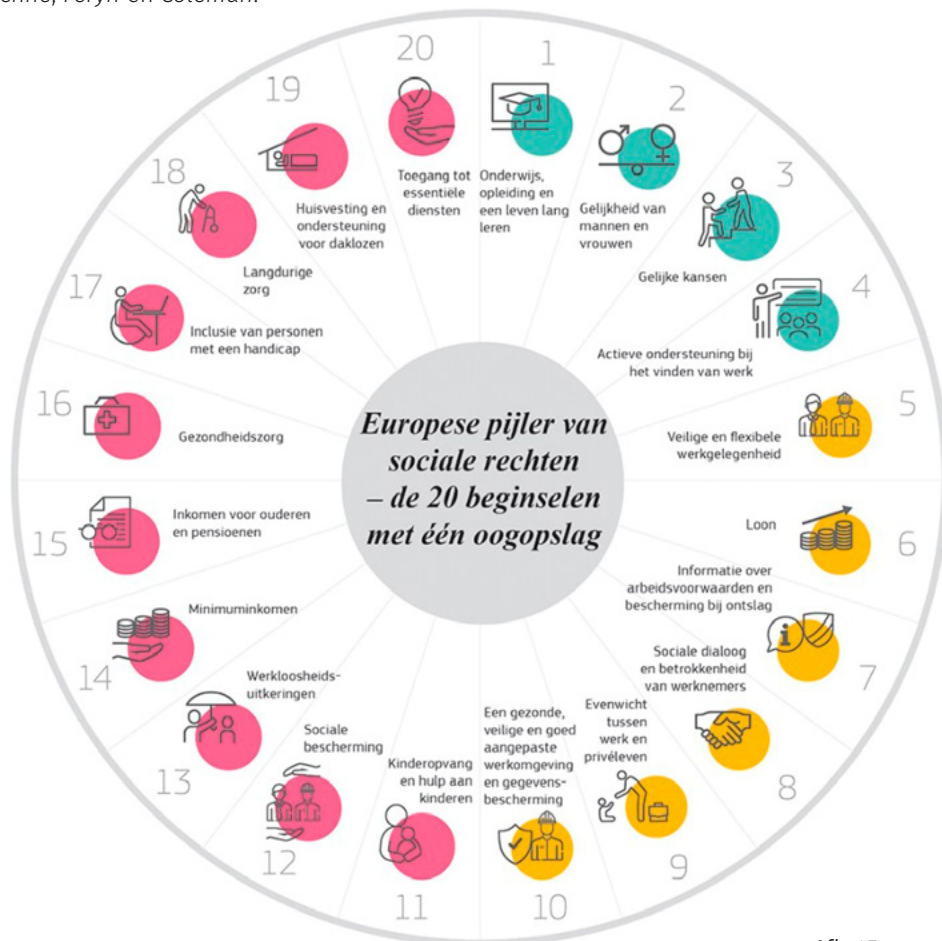 20
Toegang tot
essentiële
diensten
1
Onderwijs,
opleiding en
een leven lang
leren
2
Gelijkheid van
mannen en
vrouwen
3
Gelijke kansen
4
Actieve ondersteuning bij
het vinden van werk
5
Veilige en flexibele
werkgelegenheid
6
Loon
7
Informatie over
arbeidsvoorwaarden en
bescherming bij ontslag
8
Sociale dialoog
en betrokkenheid
van werknemers
9
Evenwicht
tussen
werk en
privéleven
10
Een gezonde,
veilige en goed
aangepaste
werkomgeving
en gegevens-
bescherming
11
Kinderopvang
en hulp aan
kinderen
12
Sociale
bescherming
13
Werkloosheids-
uitkeringen
14
Minimuminkomen
15
Inkomen voor ouderen
en pensioenen
16
Gezondheidszorg
17
Inclusie van personen
met een handicap
18
Langdurige
zorg
19
Huisvesting en
ondersteuning
voor daklozen
Europese pijler van
sociale rechten
– de 20 beginselen
met één oogopslag